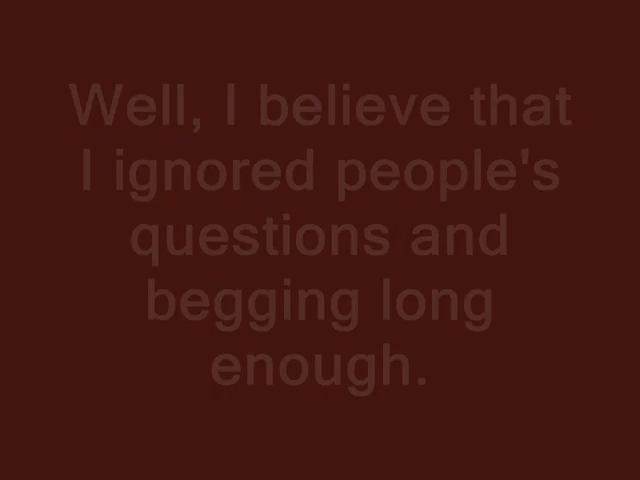 Well, I believe that
I ignored people's
questions and
begging long
enough.